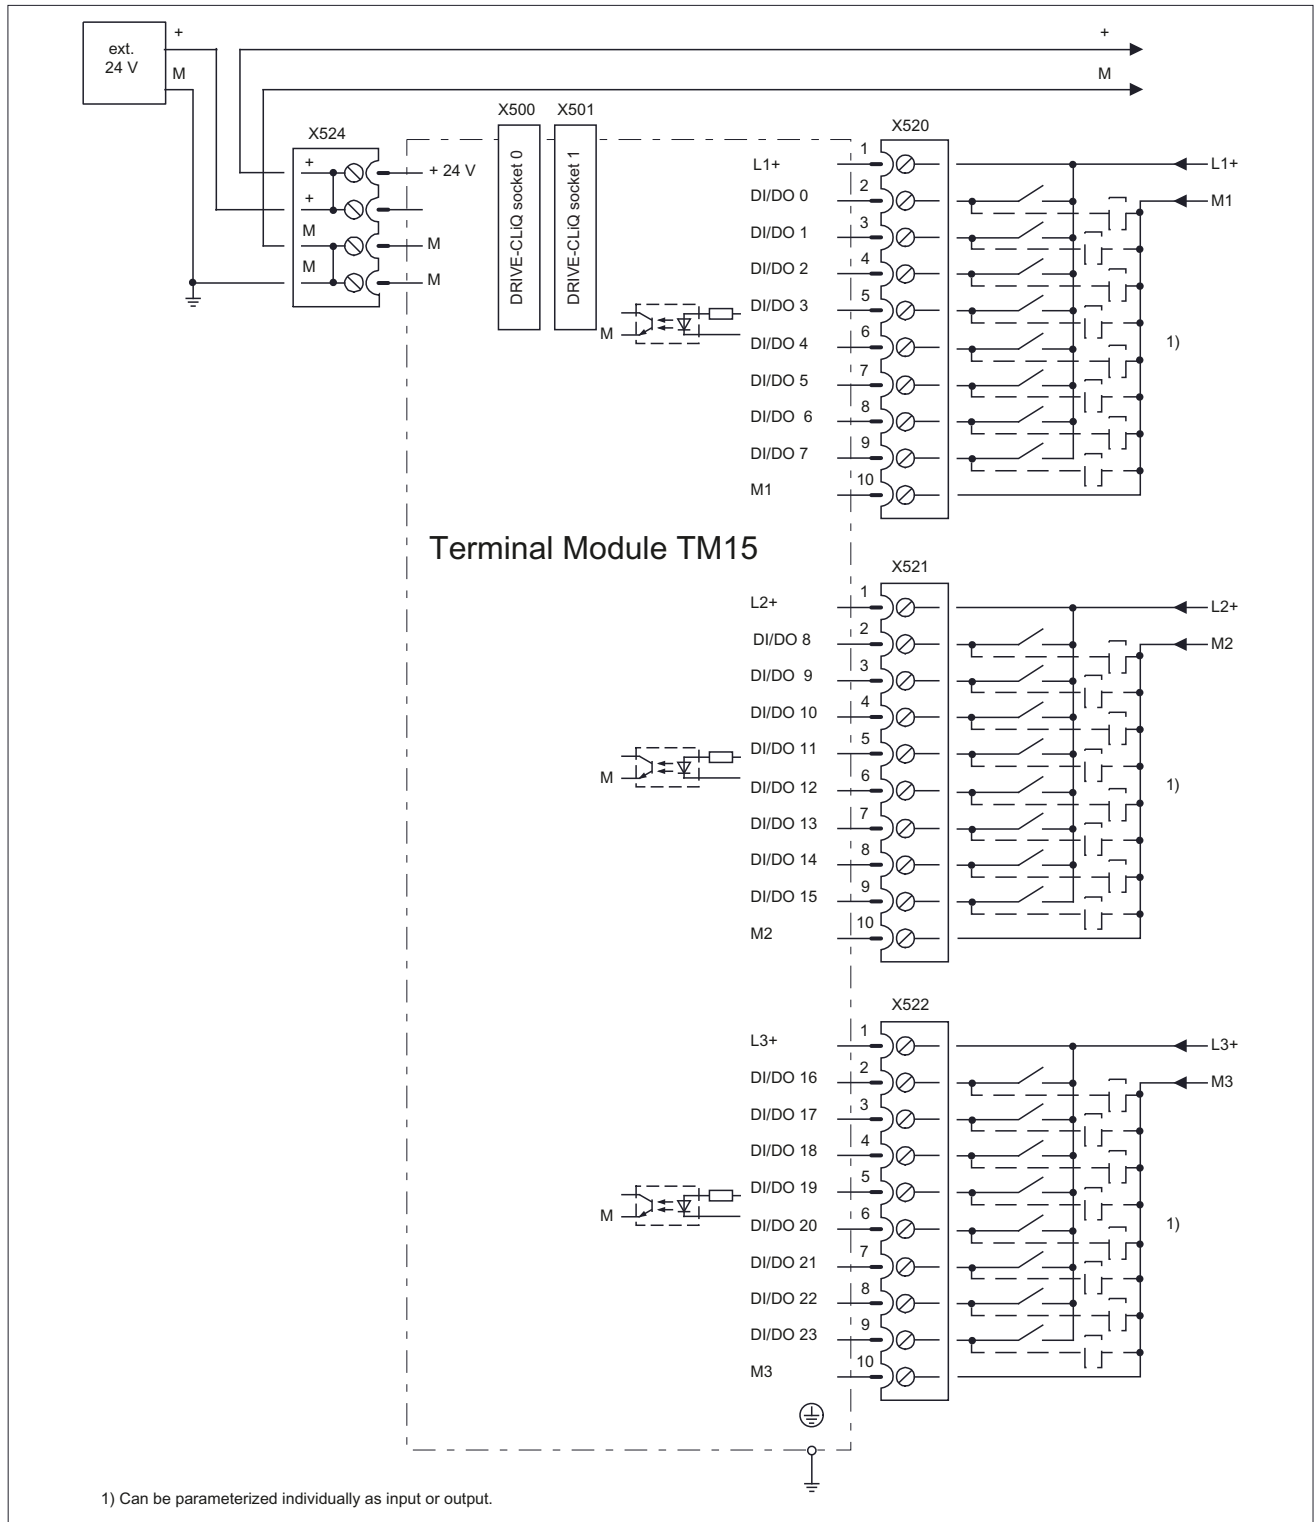 ext.
24 V
+
M
+
M
X524
+
+
M
M
+ 24 V
M
M
X500
X501
DRIVE-CLiQ socket 0
DRIVE-CLiQ socket 1
Terminal Module TM15
X520
L1+ 1
DI/DO 0 2
DI/DO 1 3
DI/DO 2 4
DI/DO 3 5
DI/DO 4 6
DI/DO 5 7
DI/DO 6 8
DI/DO 7 9
M1 10
L1+
M1
M
1)
X521
L2+ 1
DI/DO 8 2
DI/DO 9 3
DI/DO 10 4
DI/DO 11 5
DI/DO 12 6
DI/DO 13 7
DI/DO 14 8
DI/DO 15 9
M2 10
L2+
M2
M
1)
X522
L3+ 1
DI/DO 16 2
DI/DO 17 3
DI/DO 18 4
DI/DO 19 5
DI/DO 20 6
DI/DO 21 7
DI/DO 22 8
DI/DO 23 9
M3 10
L3+
M3
M
1)
1) Can be parameterized individually as input or output.